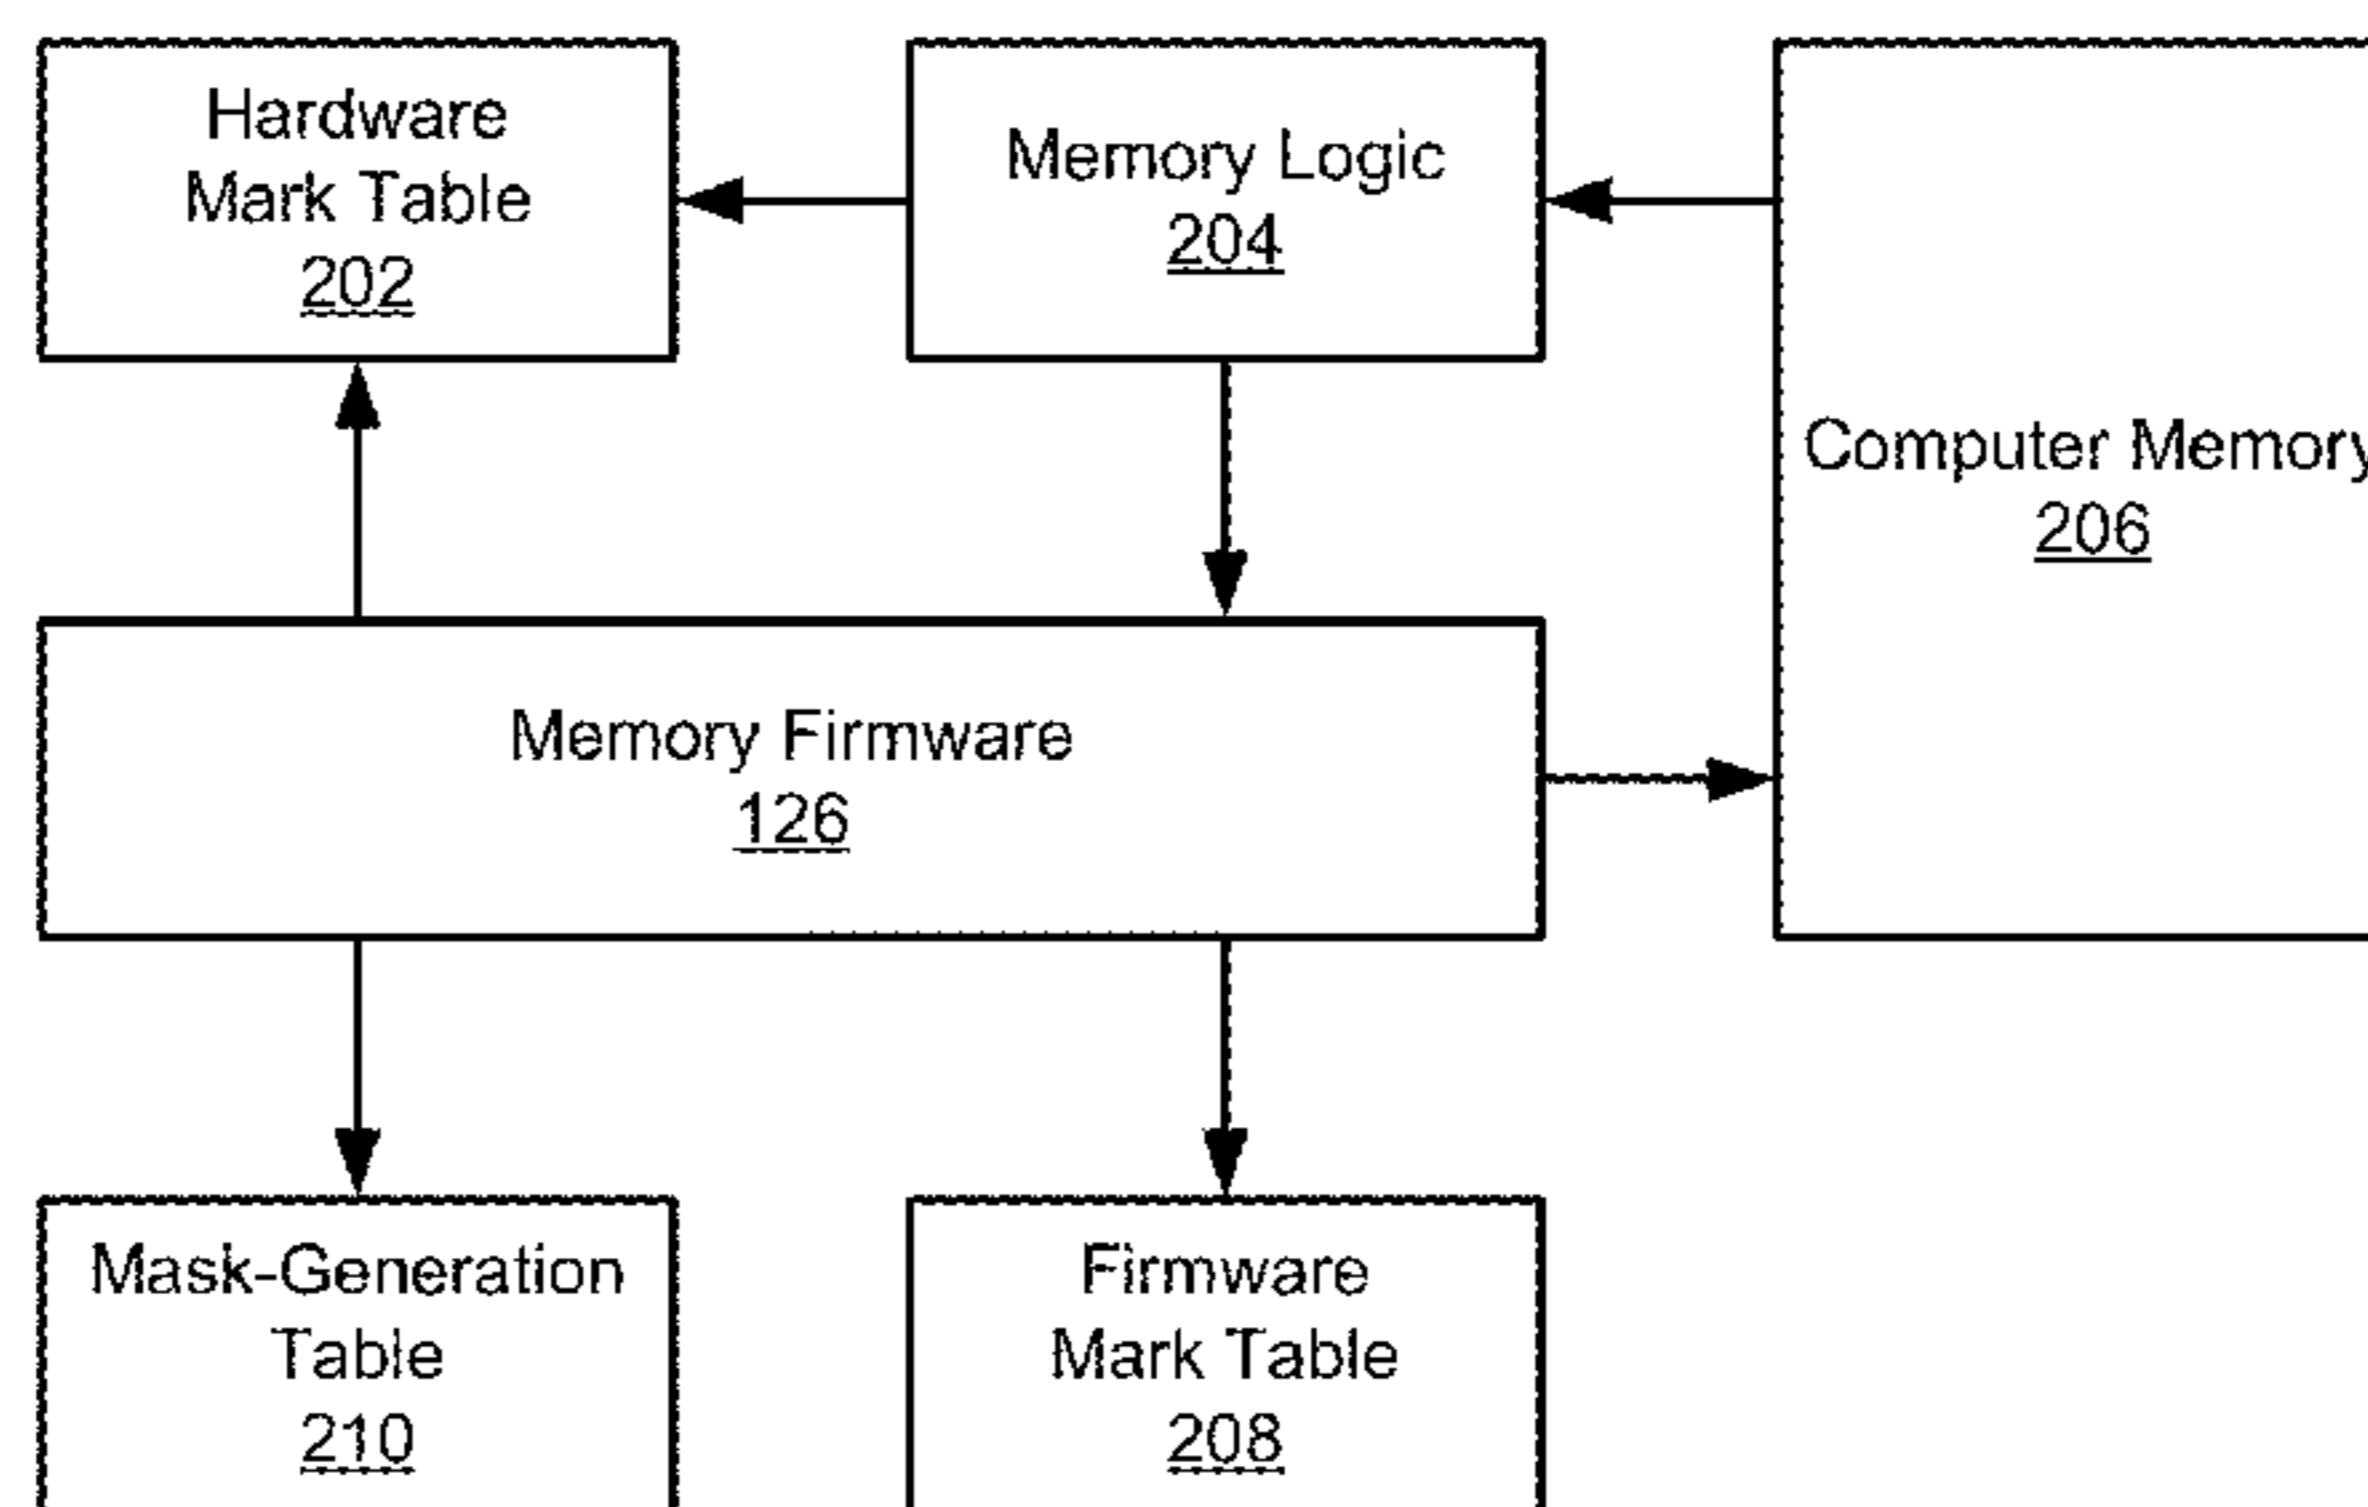 Hardware
Mark Table
202
Memory Logic
204
Computer Memory
206
Memory Firmware
126
Mask-Generation
Table
210
Firmware
Mark Table
208